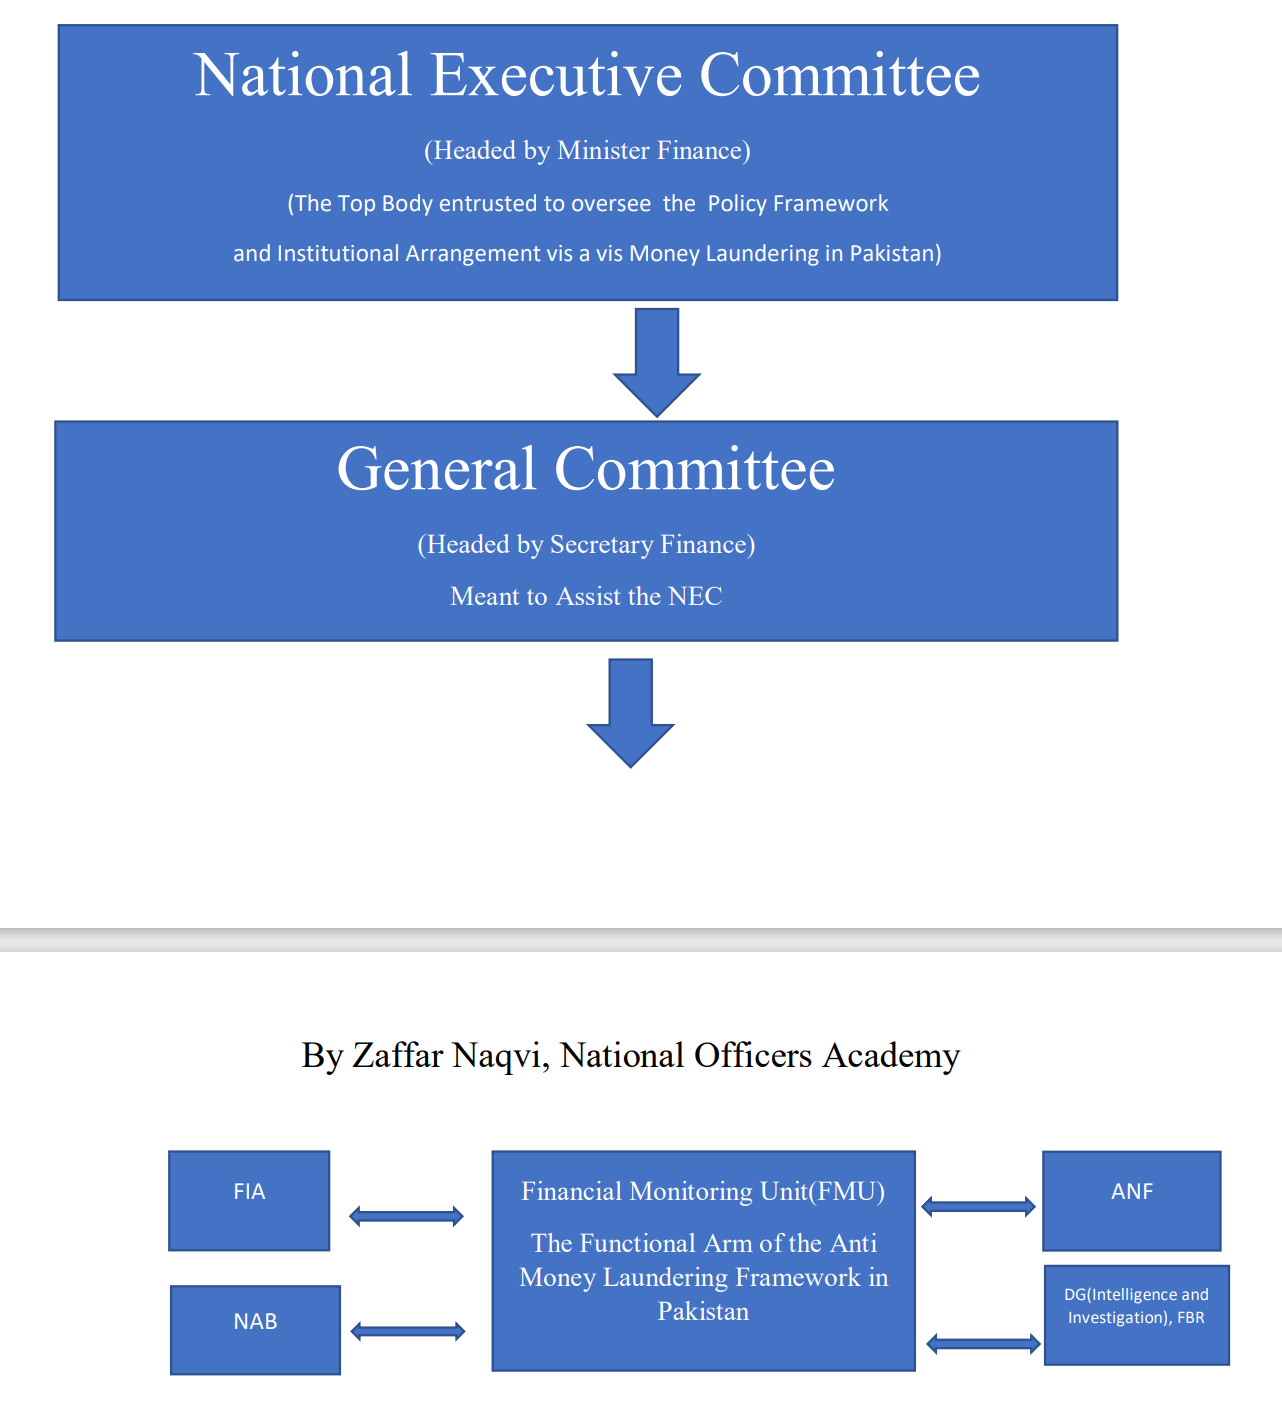 National Executive Committee
(Headed by Minister Finance)
(The Top Body entrusted to oversee  the  Policy Framework
and Institutional Arrangement vis a vis Money Laundering in Pakistan)
General Committee
(Headed by Secretary Finance)
Meant to Assist the NEC
By Zaffar Naqvi, National Officers Academy
FIA
Financial Monitoring Unit(FMU)
The Functional Arm of the Anti
Money Laundering Framework in
Pakistan
ANF
NAB
DG(Intelligence and
Investigation), FBR